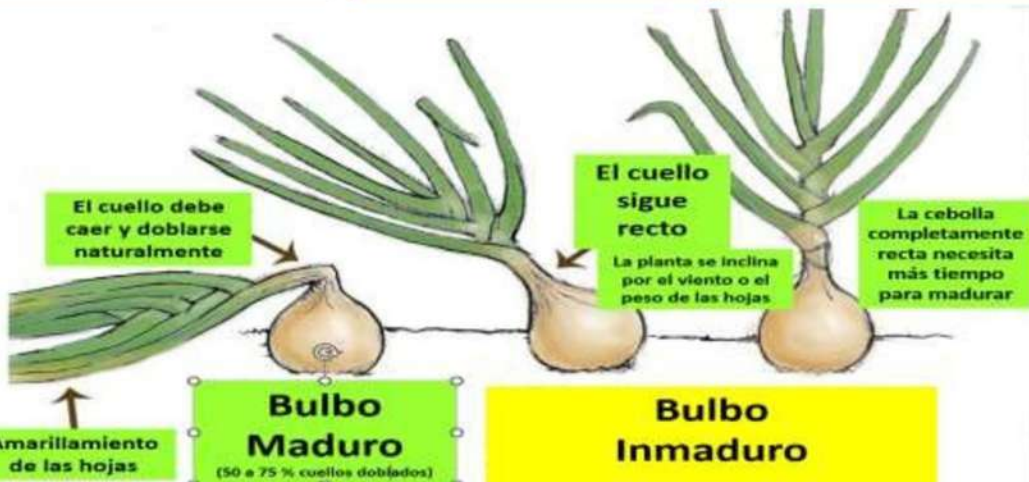 El cuello debe
caer y doblarse
naturalmente
El cuello
sigue
recto
La planta se inclina
por el viento o el
peso de las hojas
La cebolla
completamente
recta necesita
más tiempo
para madurar
Amarillamiento
de las hojas
Bulbo
Maduro
(50 a 75 % cuellos doblados)
Bulbo
Inmaduro